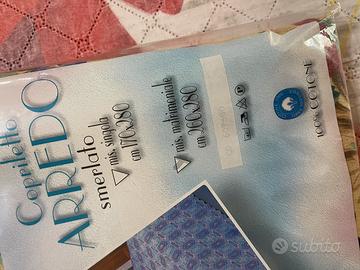 Copriletto
ARREDO
smerlato
mis. singola
cm 170x280
mis. matrimoniale
cm 260x280
100% COTONE
subito